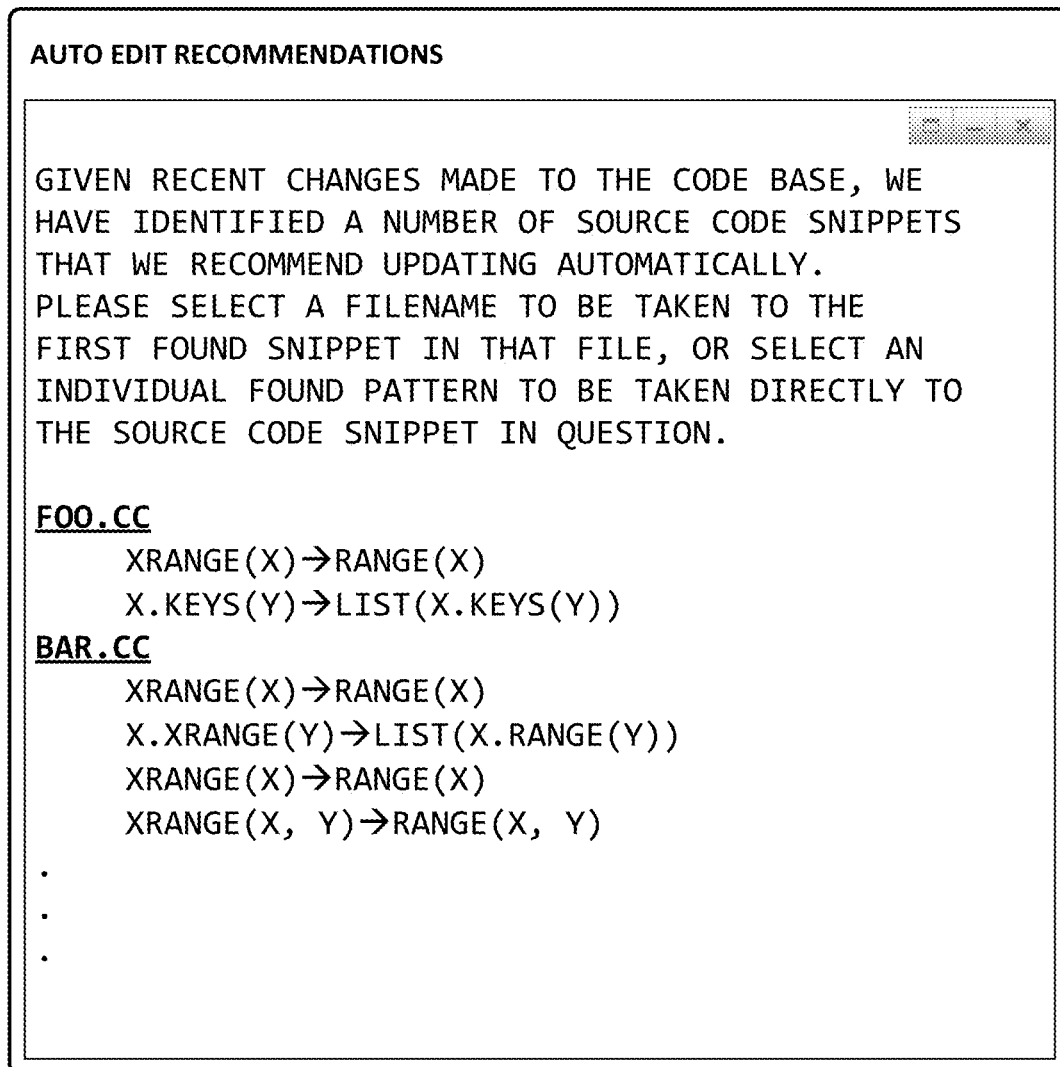 AUTO EDIT RECOMMENDATIONS
GIVEN RECENT CHANGES MADE TO THE CODE BASE, WE
HAVE IDENTIFIED A NUMBER OF SOURCE CODE SNIPPETS
THAT WE RECOMMEND UPDATING AUTOMATICALLY.
PLEASE SELECT A FILENAME TO BE TAKEN TO THE
FIRST FOUND SNIPPET IN THAT FILE, OR SELECT AN
INDIVIDUAL FOUND PATTERN TO BE TAKEN DIRECTLY TO
THE SOURCE CODE SNIPPET IN QUESTION.
FOO.CC
XRANGE(X)→RANGE(X)
X.KEYS(Y)→LIST(X.KEYS(Y))
BAR.CC
XRANGE(X)→RANGE(X)
X.XRANGE(Y)→LIST(X.RANGE(Y))
XRANGE(X)→RANGE(X)
XRANGE(X, Y)→RANGE(X, Y)
.
.
.